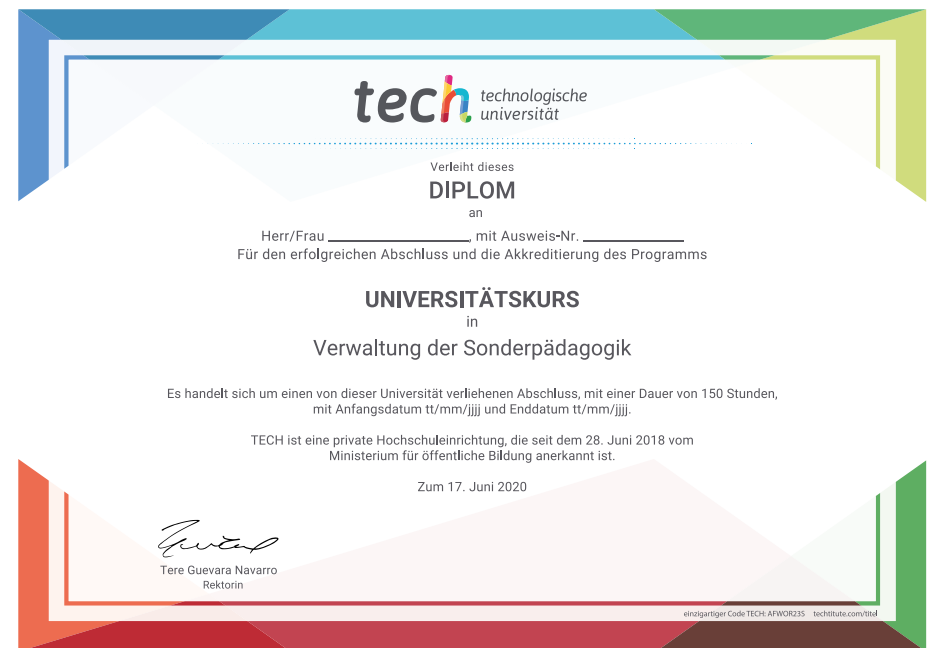 tech technologische
universität
Verleiht dieses
DIPLOM
an
Herr/Frau ____________________, mit Ausweis-Nr. ______________
Für den erfolgreichen Abschluss und die Akkreditierung des Programms
UNIVERSITÄTSKURS
in
Verwaltung der Sonderpädagogik
Es handelt sich um einen von dieser Universität verliehenen Abschluss, mit einer Dauer von 150 Stunden,
mit Anfangsdatum tt/mm/jjjj und Enddatum tt/mm/jjjj.
TECH ist eine private Hochschuleinrichtung, die seit dem 28. Juni 2018 vom
Ministerium für öffentliche Bildung anerkannt ist.
Zum 17. Juni 2020
Tere Guevara Navarro
Rektorin
einzigartiger Code TECH: AFWOR23S techtitute.com/titel